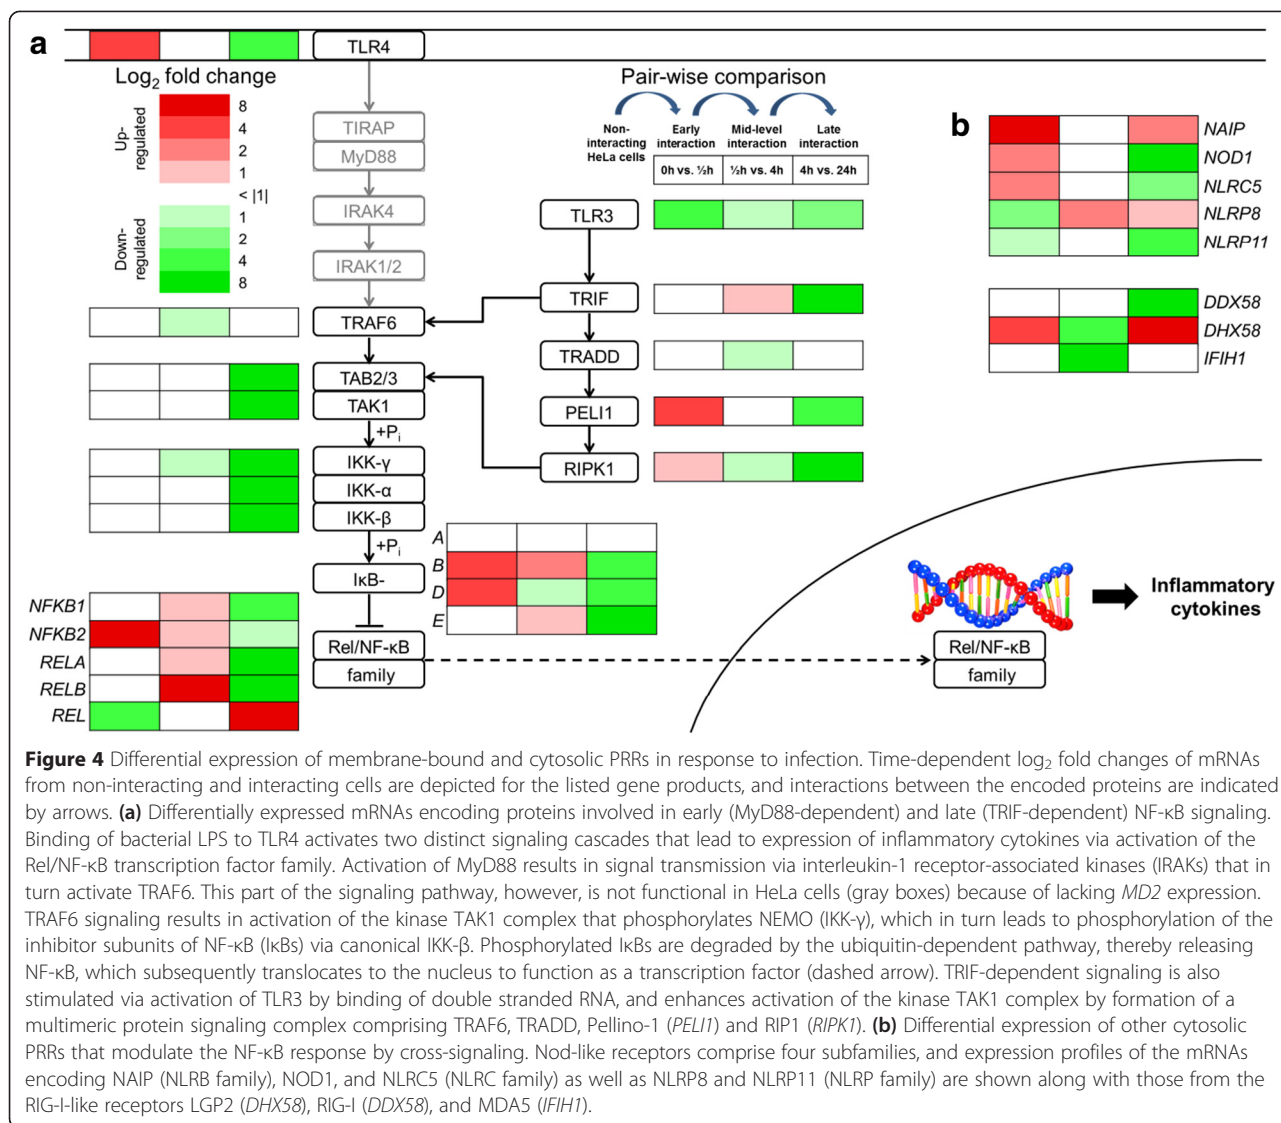 a
TLR4
Log2 fold change
Up-
regulated
8
4
2
1
< |1|
Down-
regulated
1
2
4
8
TIRAP
MyD88
IRAK4
IRAK1/2
TRAF6
TAB2/3
TAK1
+Pi
IKK-γ
IKK-α
IKK-β
+Pi
IκB-
A
B
D
E
NFKB1
NFKB2
RELA
RELB
REL
Rel/NF-κB
family
Pair-wise comparison
Non-
interacting
HeLa cells
Early
interaction
Mid-level
interaction
Late
interaction
0h vs. ½h
½h vs. 4h
4h vs. 24h
TLR3
TRIF
TRADD
PELI1
RIPK1
b
NAIP
NOD1
NLRC5
NLRP8
NLRP11
DDX58
DHX58
IFIH1
Inflammatory
cytokines
Rel/NF-κB
family
Figure 4 Differential expression of membrane-bound and cytosolic PRRs in response to infection. Time-dependent log2 fold changes of mRNAs
from non-interacting and interacting cells are depicted for the listed gene products, and interactions between the encoded proteins are indicated
by arrows. (a) Differentially expressed mRNAs encoding proteins involved in early (MyD88-dependent) and late (TRIF-dependent) NF-κB signaling.
Binding of bacterial LPS to TLR4 activates two distinct signaling cascades that lead to expression of inflammatory cytokines via activation of the
Rel/NF-κB transcription factor family. Activation of MyD88 results in signal transmission via interleukin-1 receptor-associated kinases (IRAKs) that in
turn activate TRAF6. This part of the signaling pathway, however, is not functional in HeLa cells (gray boxes) because of lacking MD2 expression.
TRAF6 signaling results in activation of the kinase TAK1 complex that phosphorylates NEMO (IKK-γ), which in turn leads to phosphorylation of the
inhibitor subunits of NF-κB (IκBs) via canonical IKK-β. Phosphorylated IκBs are degraded by the ubiquitin-dependent pathway, thereby releasing
NF-κB, which subsequently translocates to the nucleus to function as a transcription factor (dashed arrow). TRIF-dependent signaling is also
stimulated via activation of TLR3 by binding of double stranded RNA, and enhances activation of the kinase TAK1 complex by formation of a
multimeric protein signaling complex comprising TRAF6, TRADD, Pellino-1 (PELI1) and RIP1 (RIPK1). (b) Differential expression of other cytosolic
PRRs that modulate the NF-κB response by cross-signaling. Nod-like receptors comprise four subfamilies, and expression profiles of the mRNAs
encoding NAIP (NLRB family), NOD1, and NLRC5 (NLRC family) as well as NLRP8 and NLRP11 (NLRP family) are shown along with those from the
RIG-I-like receptors LGP2 (DHX58), RIG-I (DDX58), and MDA5 (IFIH1).